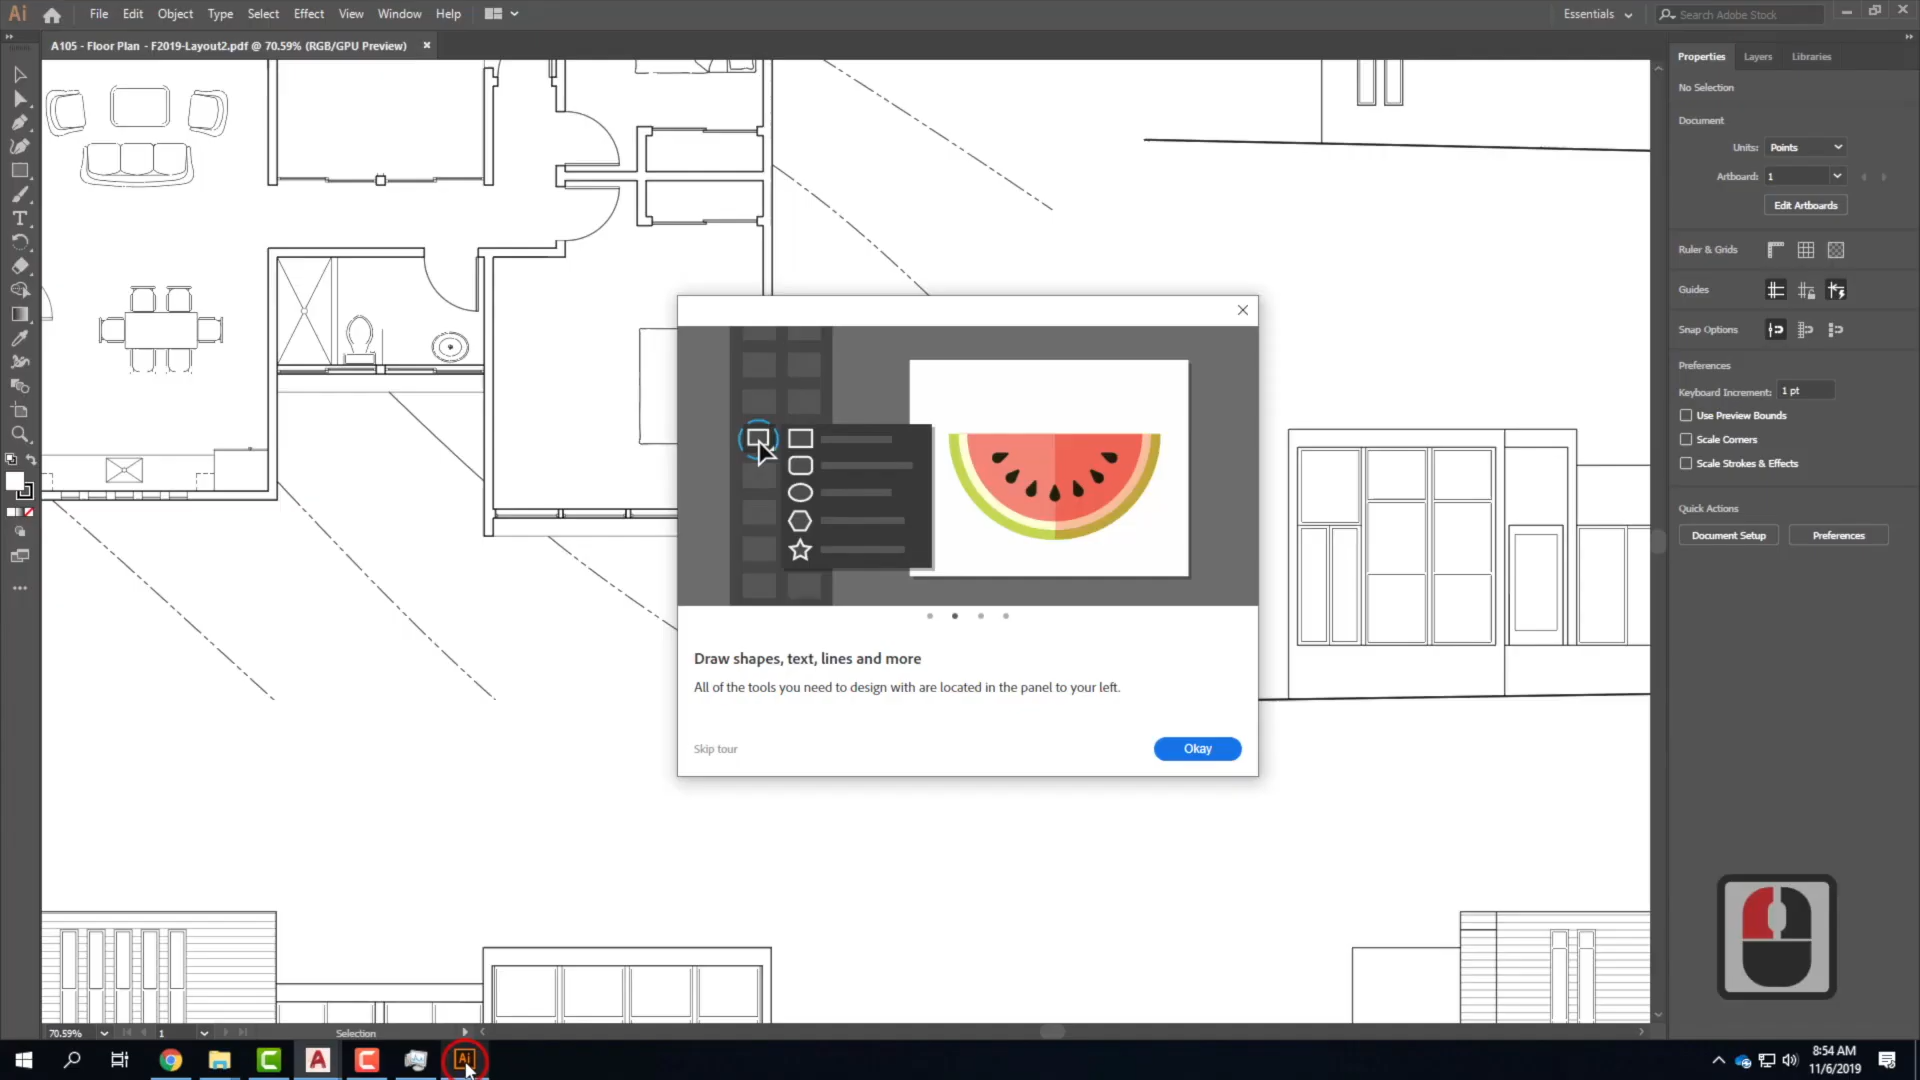 Ai File Edit Object Type Select Effect View Window Help Essentials Search Adobe Stock
A105 - Floor Plan - F2019-Layout2.pdf @ 70.59% (RGB/GPU Preview)
Properties Layers Libraries
No Selection
Document
Units: Points
Artboard: 1
Edit Artboards
Ruler & Grids
Guides
Snap Options
Preferences
Keyboard Increment: 1 pt
Use Preview Bounds
Scale Corners
Scale Strokes & Effects
Quick Actions
Document Setup Preferences
Draw shapes, text, lines and more
All of the tools you need to design with are located in the panel to your left.
Skip tour Okay
70.59% 1 Selection
Ai
8:54 AM
11/6/2019